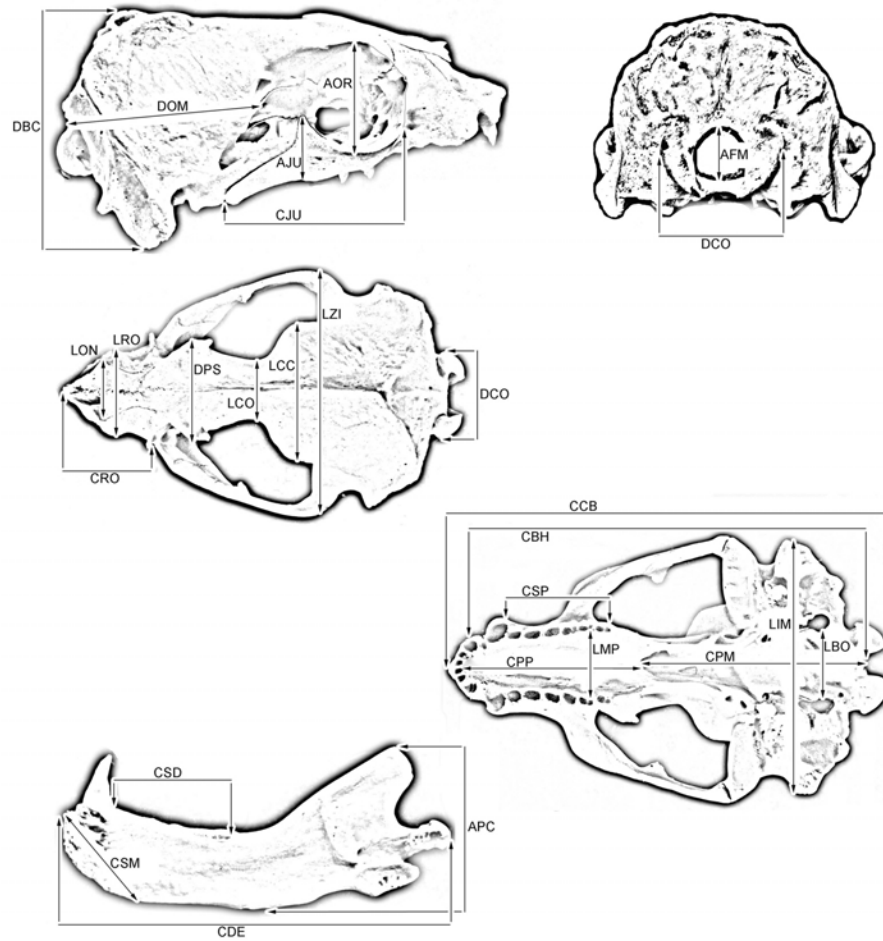 AOR
DOM
DBC
AJU
CJU
AFM
DCO
LZI
LRO
LON
DPS
LCC
LCO
DCO
CRO
CCB
CBH
CSP
LIM
LMP
LBO
CPP
CPM
CSD
APC
CSM
CDE